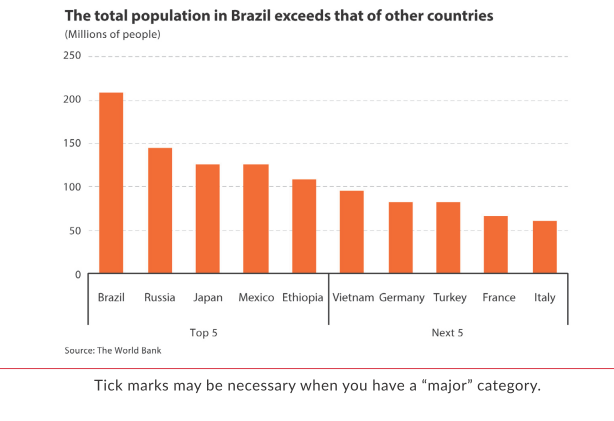 The total population in Brazil exceeds that of other countries
(Millions of people)
250
200
150
100
50
0
Brazil Russia Japan Mexico Ethiopia Vietnam Germany Turkey France Italy
Top 5 Next 5
Source: The World Bank
Tick marks may be necessary when you have a “major” category.